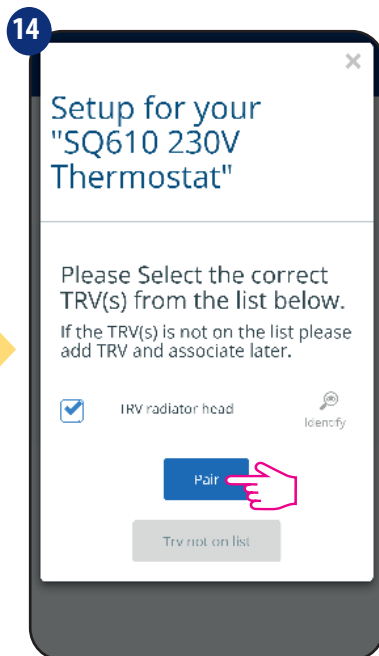 14
×
Setup for your
"SQ610 230V
Thermostat"
Please Select the correct
TRV(s) from the list below.
If the TRV(s) is not on the list please
add TRV and associate later.
TRV radiator head
Identify
Pair
Trv not on list